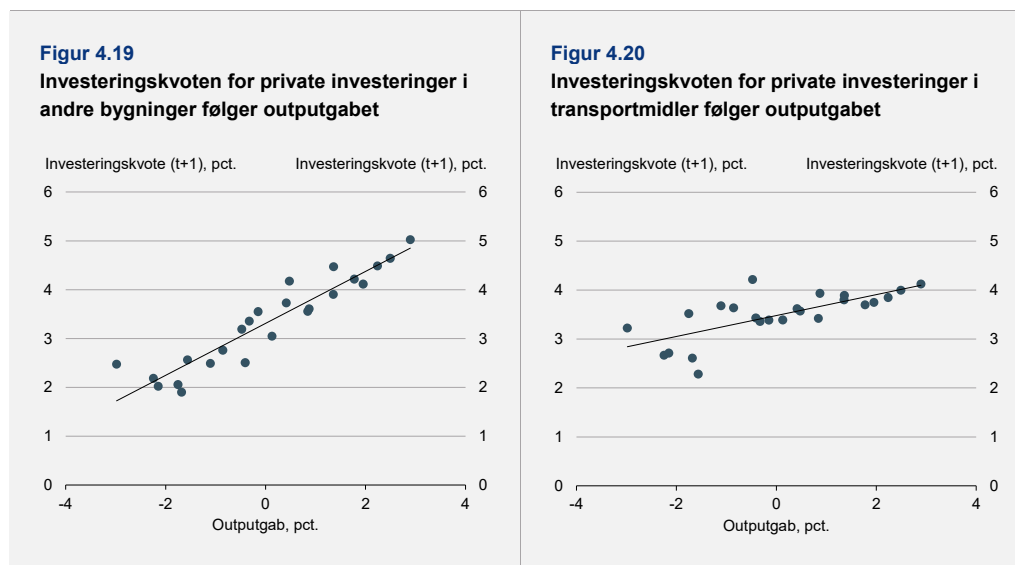 Figur 4.19
Investeringskvoten for private investeringer i
andre bygninger følger outputgabet
Investeringskvote (t+1), pct. Investeringskvote (t+1), pct.
6 6
5 5
4 4
3 3
2 2
1 1
0 0
-4 -2 0 2 4
Outputgab, pct.
Figur 4.20
Investeringskvoten for private investeringer i
transportmidler følger outputgabet
Investeringskvote (t+1), pct. Investeringskvote (t+1), pct.
6 6
5 5
4 4
3 3
2 2
1 1
0 0
-4 -2 0 2 4
Outputgab, pct.